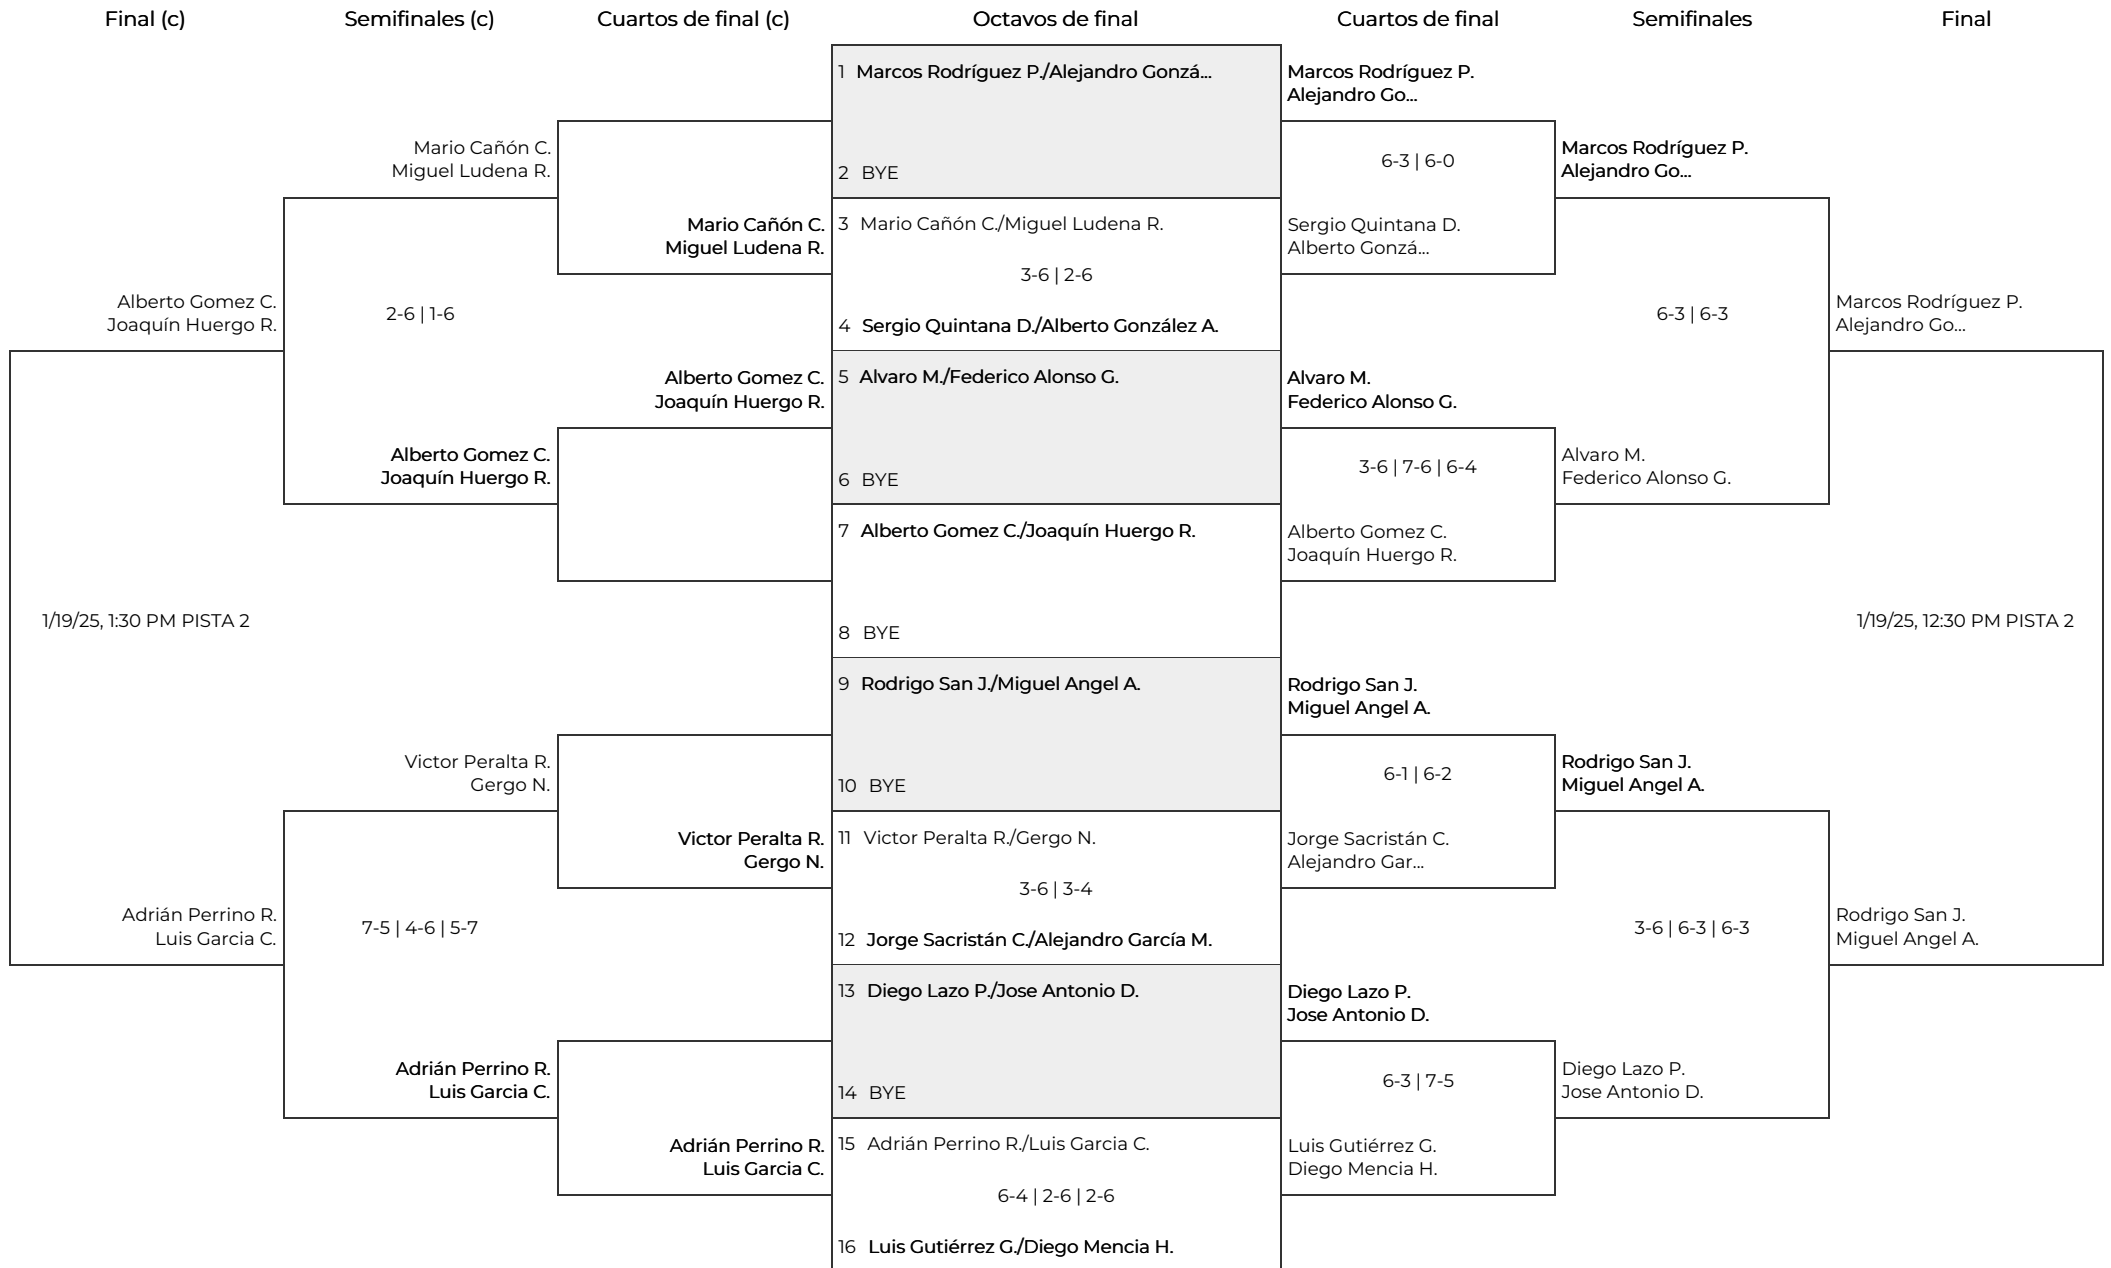 Final (c)
Semifinales (c)
Cuartos de final (c)
Octavos de final
Cuartos de final
Semifinales
Final
Alberto Gomez C.
Joaquín Huergo R.
1/19/25, 1:30 PM PISTA 2
Adrián Perrino R.
Luis Garcia C.
Mario Cañón C.
Miguel Ludena R.
2-6 | 1-6
Alberto Gomez C.
Joaquín Huergo R.
Victor Peralta R.
Gergo N.
7-5 | 4-6 | 5-7
Adrián Perrino R.
Luis Garcia C.
Mario Cañón C.
Miguel Ludena R.
Alberto Gomez C.
Joaquín Huergo R.
Victor Peralta R.
Gergo N.
Adrián Perrino R.
Luis Garcia C.
1 Marcos Rodríguez P./Alejandro Gonzá...
2 BYE
3 Mario Cañón C./Miguel Ludena R.
3-6 | 2-6
4 Sergio Quintana D./Alberto González A.
5 Alvaro M./Federico Alonso G.
6 BYE
7 Alberto Gomez C./Joaquín Huergo R.
8 BYE
9 Rodrigo San J./Miguel Angel A.
10 BYE
11 Victor Peralta R./Gergo N.
3-6 | 3-4
12 Jorge Sacristán C./Alejandro García M.
13 Diego Lazo P./Jose Antonio D.
14 BYE
15 Adrián Perrino R./Luis Garcia C.
6-4 | 2-6 | 2-6
16 Luis Gutiérrez G./Diego Mencia H.
Marcos Rodríguez P.
Alejandro Go...
6-3 | 6-0
Sergio Quintana D.
Alberto Gonzá...
Alvaro M.
Federico Alonso G.
3-6 | 7-6 | 6-4
Alberto Gomez C.
Joaquín Huergo R.
Rodrigo San J.
Miguel Angel A.
6-1 | 6-2
Jorge Sacristán C.
Alejandro Gar...
Diego Lazo P.
Jose Antonio D.
6-3 | 7-5
Luis Gutiérrez G.
Diego Mencia H.
Marcos Rodríguez P.
Alejandro Go...
6-3 | 6-3
Alvaro M.
Federico Alonso G.
Rodrigo San J.
Miguel Angel A.
3-6 | 6-3 | 6-3
Diego Lazo P.
Jose Antonio D.
Marcos Rodríguez P.
Alejandro Go...
1/19/25, 12:30 PM PISTA 2
Rodrigo San J.
Miguel Angel A.